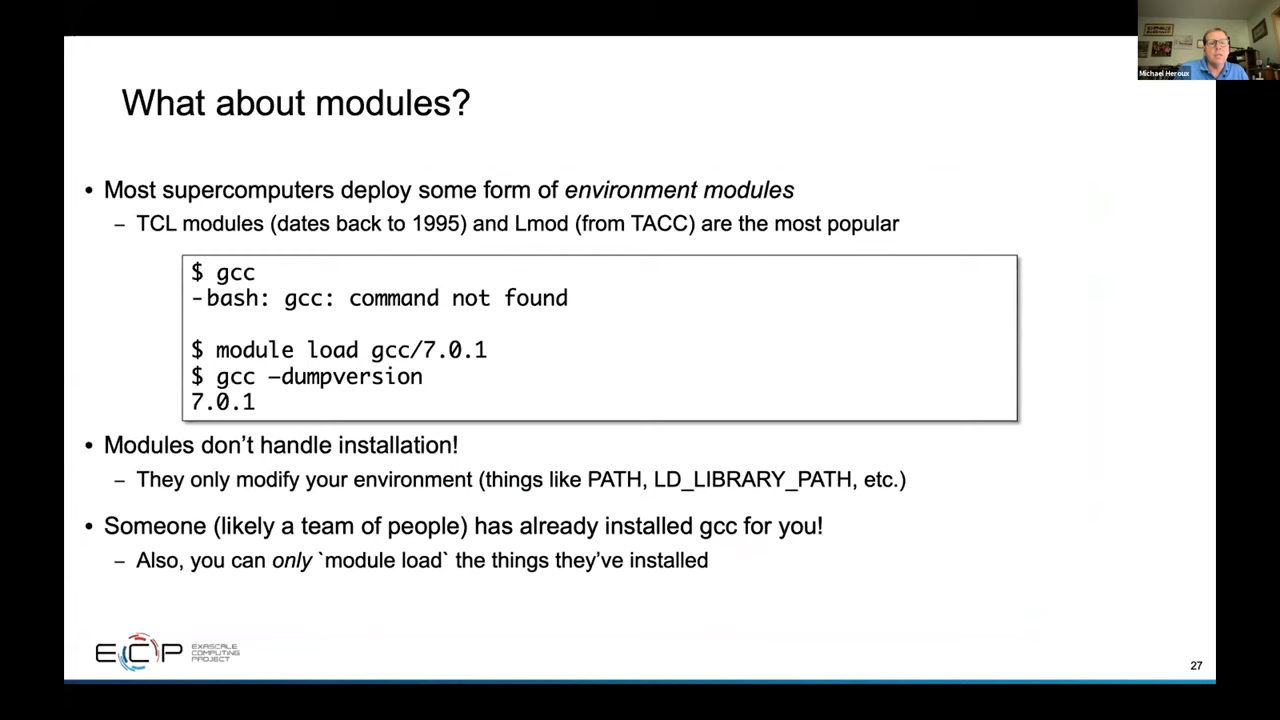 Michael Heroux
What about modules?
• Most supercomputers deploy some form of environment modules
– TCL modules (dates back to 1995) and Lmod (from TACC) are the most popular
$ gcc
-bash: gcc: command not found
$ module load gcc/7.0.1
$ gcc –dumpversion
7.0.1
• Modules don’t handle installation!
– They only modify your environment (things like PATH, LD_LIBRARY_PATH, etc.)
• Someone (likely a team of people) has already installed gcc for you!
– Also, you can only `module load` the things they’ve installed
ECP
EXASCALE
COMPUTING
PROJECT
27